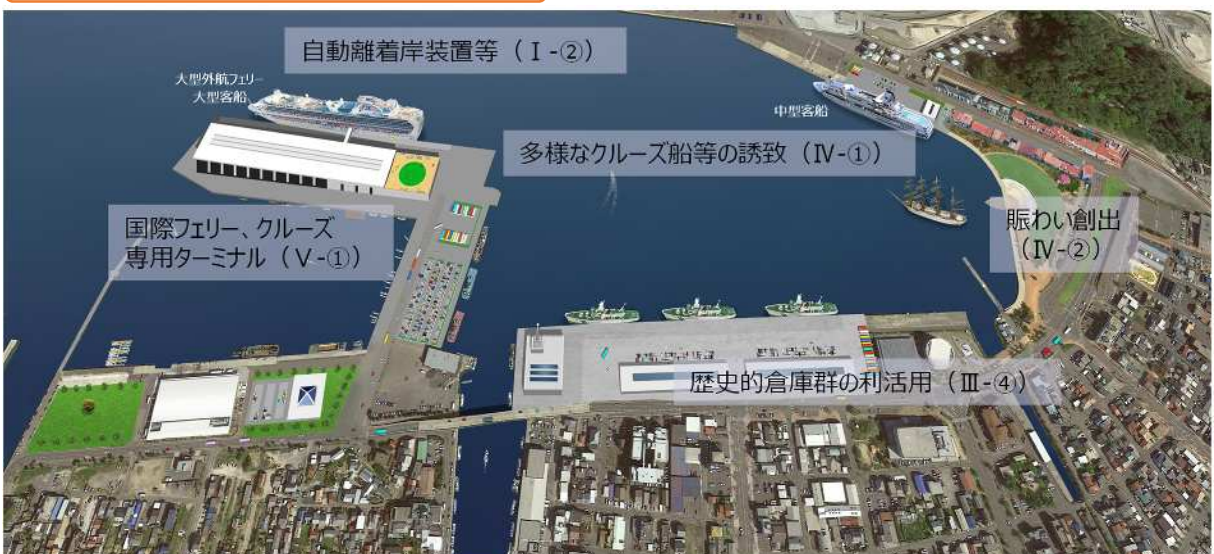 自動離着岸装置等（Ⅰ-②）
大型外航フェリー
大型客船
中型客船
多様なクルーズ船等の誘致（Ⅳ-①）
国際フェリー、クルーズ
専用ターミナル（Ⅴ-①）
賑わい創出
（Ⅳ-②）
歴史的倉庫群の利活用（Ⅲ-④）